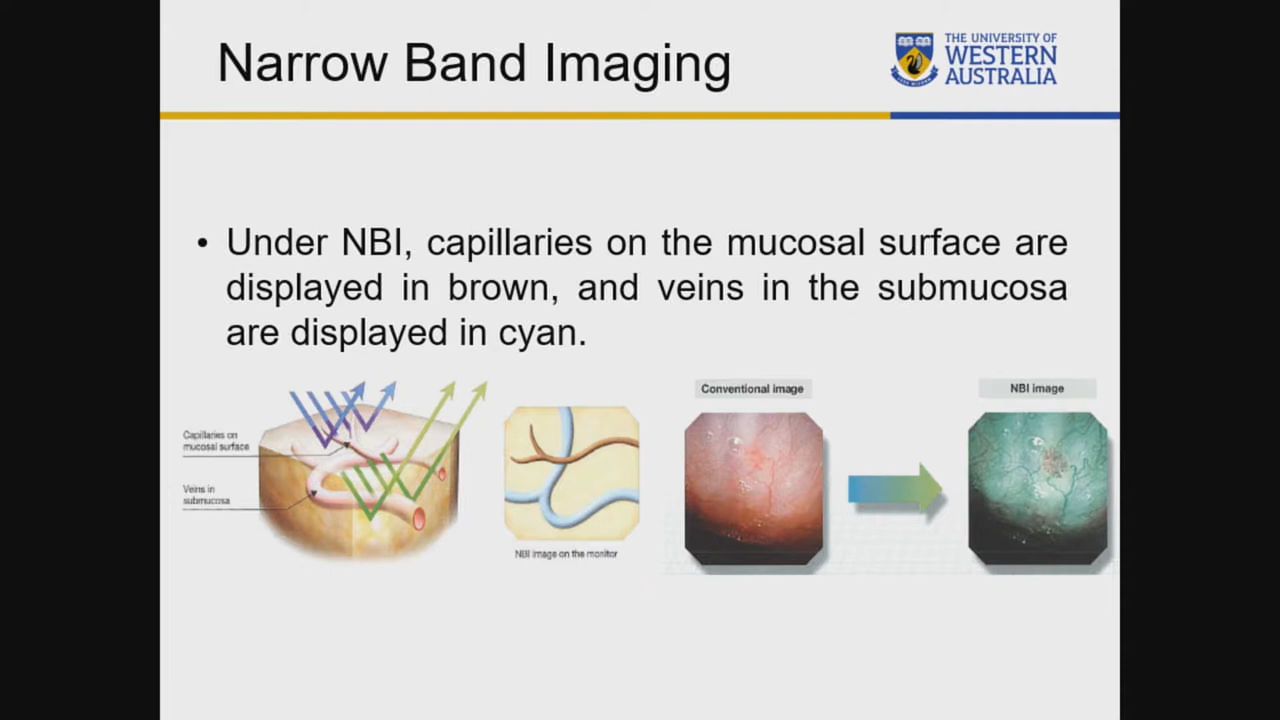 Narrow Band Imaging
THE UNIVERSITY OF
WESTERN
AUSTRALIA
• Under NBI, capillaries on the mucosal surface are
displayed in brown, and veins in the submucosa
are displayed in cyan.
Capillaries on
mucosal surface
Veins in
submucosa
NBI image on the monitor
Conventional image
NBI image